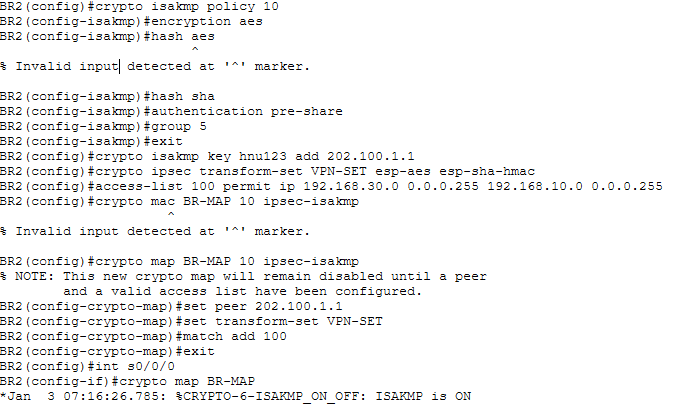 BR2(config)#crypto isakmp policy 10
BR2(config-isakmp)#encryption aes
BR2(config-isakmp)#hash aes
^
% Invalid input detected at '^' marker.
BR2(config-isakmp)#hash sha
BR2(config-isakmp)#authentication pre-share
BR2(config-isakmp)#group 5
BR2(config-isakmp)#exit
BR2(config)#crypto isakmp key hnu123 add 202.100.1.1
BR2(config)#crypto ipsec transform-set VPN-SET esp-aes esp-sha-hmac
BR2(config)#access-list 100 permit ip 192.168.30.0 0.0.0.255 192.168.10.0 0.0.0.255
BR2(config)#crypto mac BR-MAP 10 ipsec-isakmp
^
% Invalid input detected at '^' marker.
BR2(config)#crypto map BR-MAP 10 ipsec-isakmp
% NOTE: This new crypto map will remain disabled until a peer
and a valid access list have been configured.
BR2(config-crypto-map)#set peer 202.100.1.1
BR2(config-crypto-map)#set transform-set VPN-SET
BR2(config-crypto-map)#match add 100
BR2(config-crypto-map)#exit
BR2(config)#int s0/0/0
BR2(config-if)#crypto map BR-MAP
*Jan  3 07:16:26.785: %CRYPTO-6-ISAKMP_ON_OFF: ISAKMP is ON